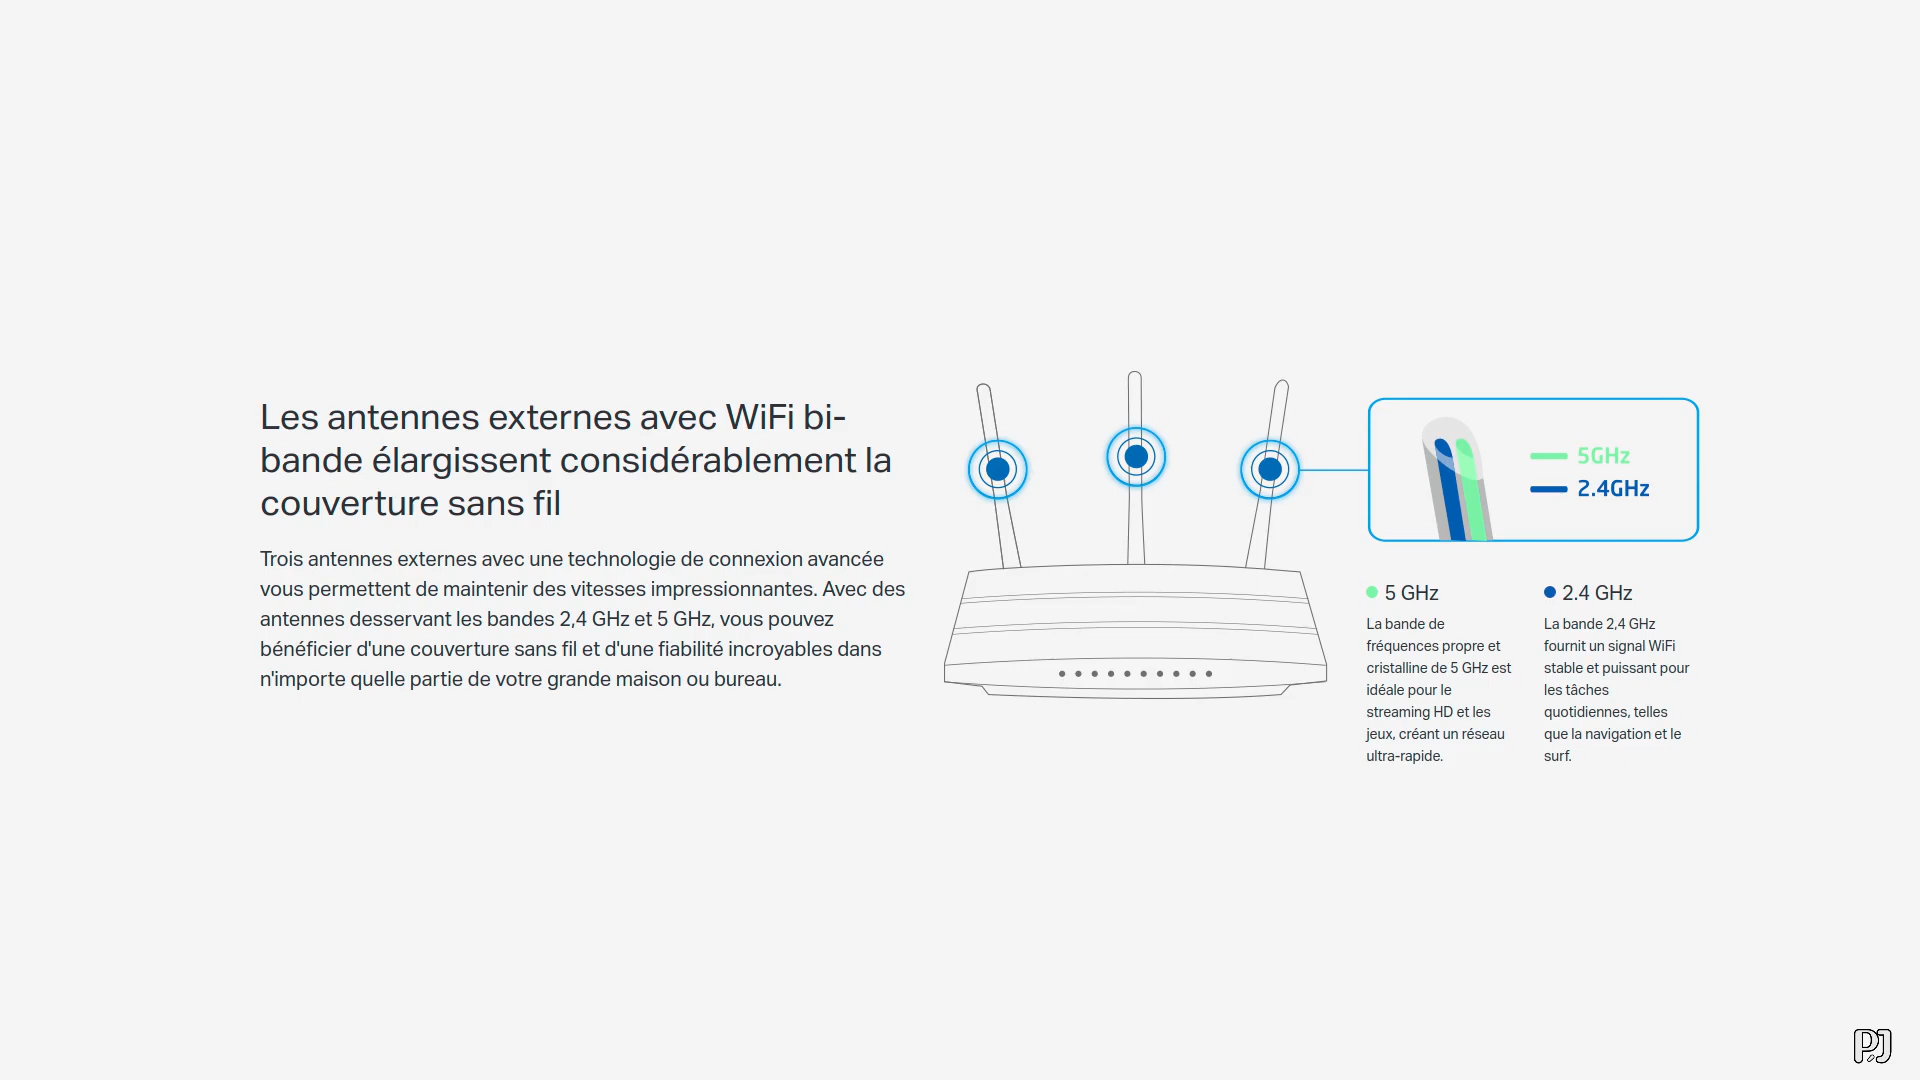 Les antennes externes avec WiFi bi-
bande élargissent considérablement la
couverture sans fil
Trois antennes externes avec une technologie de connexion avancée
vous permettent de maintenir des vitesses impressionnantes. Avec des
antennes desservant les bandes 2,4 GHz et 5 GHz, vous pouvez
bénéficier d'une couverture sans fil et d'une fiabilité incroyables dans
n'importe quelle partie de votre grande maison ou bureau.
5GHz
2.4GHz
5 GHz
La bande de
fréquences propre et
cristalline de 5 GHz est
idéale pour le
streaming HD et les
jeux, créant un réseau
ultra-rapide.
2.4 GHz
La bande 2,4 GHz
fournit un signal WiFi
stable et puissant pour
les tâches
quotidiennes, telles
que la navigation et le
surf.
PJ